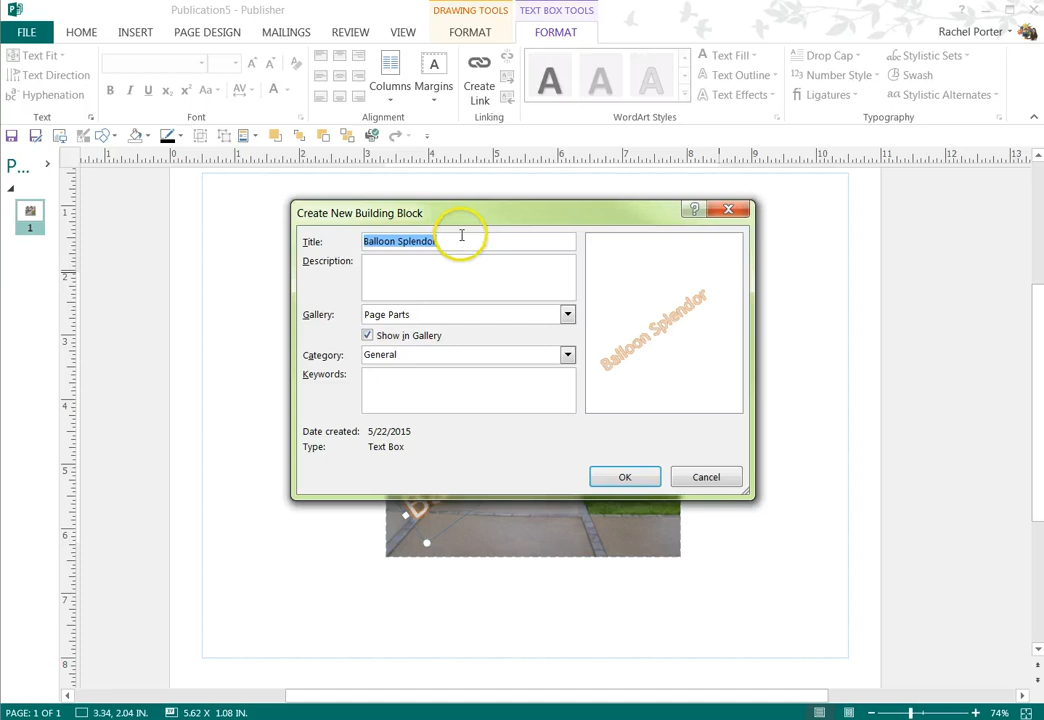 Publication5 - Publisher
DRAWING TOOLS
TEXT BOX TOOLS
FILE
HOME
INSERT
PAGE DESIGN
MAILINGS
REVIEW
VIEW
FORMAT
FORMAT
Rachel Porter
Text Fit
Text Direction
Hyphenation
Text
Font
Columns
Margins
Alignment
Create
Link
Linking
WordArt Styles
Text Fill
Text Outline
Text Effects
Drop Cap
Number Style
Ligatures
Stylistic Sets
Swash
Stylistic Alternates
Typography
P...
1
Create New Building Block
Title: Balloon Splendor
Description:
Gallery: Page Parts
Show in Gallery
Category: General
Keywords:
Date created: 5/22/2015
Type: Text Box
Balloon Splendor
OK
Cancel
PAGE: 1 OF 1
3.34, 2.04 IN.
5.62 X 1.08 IN.
74%